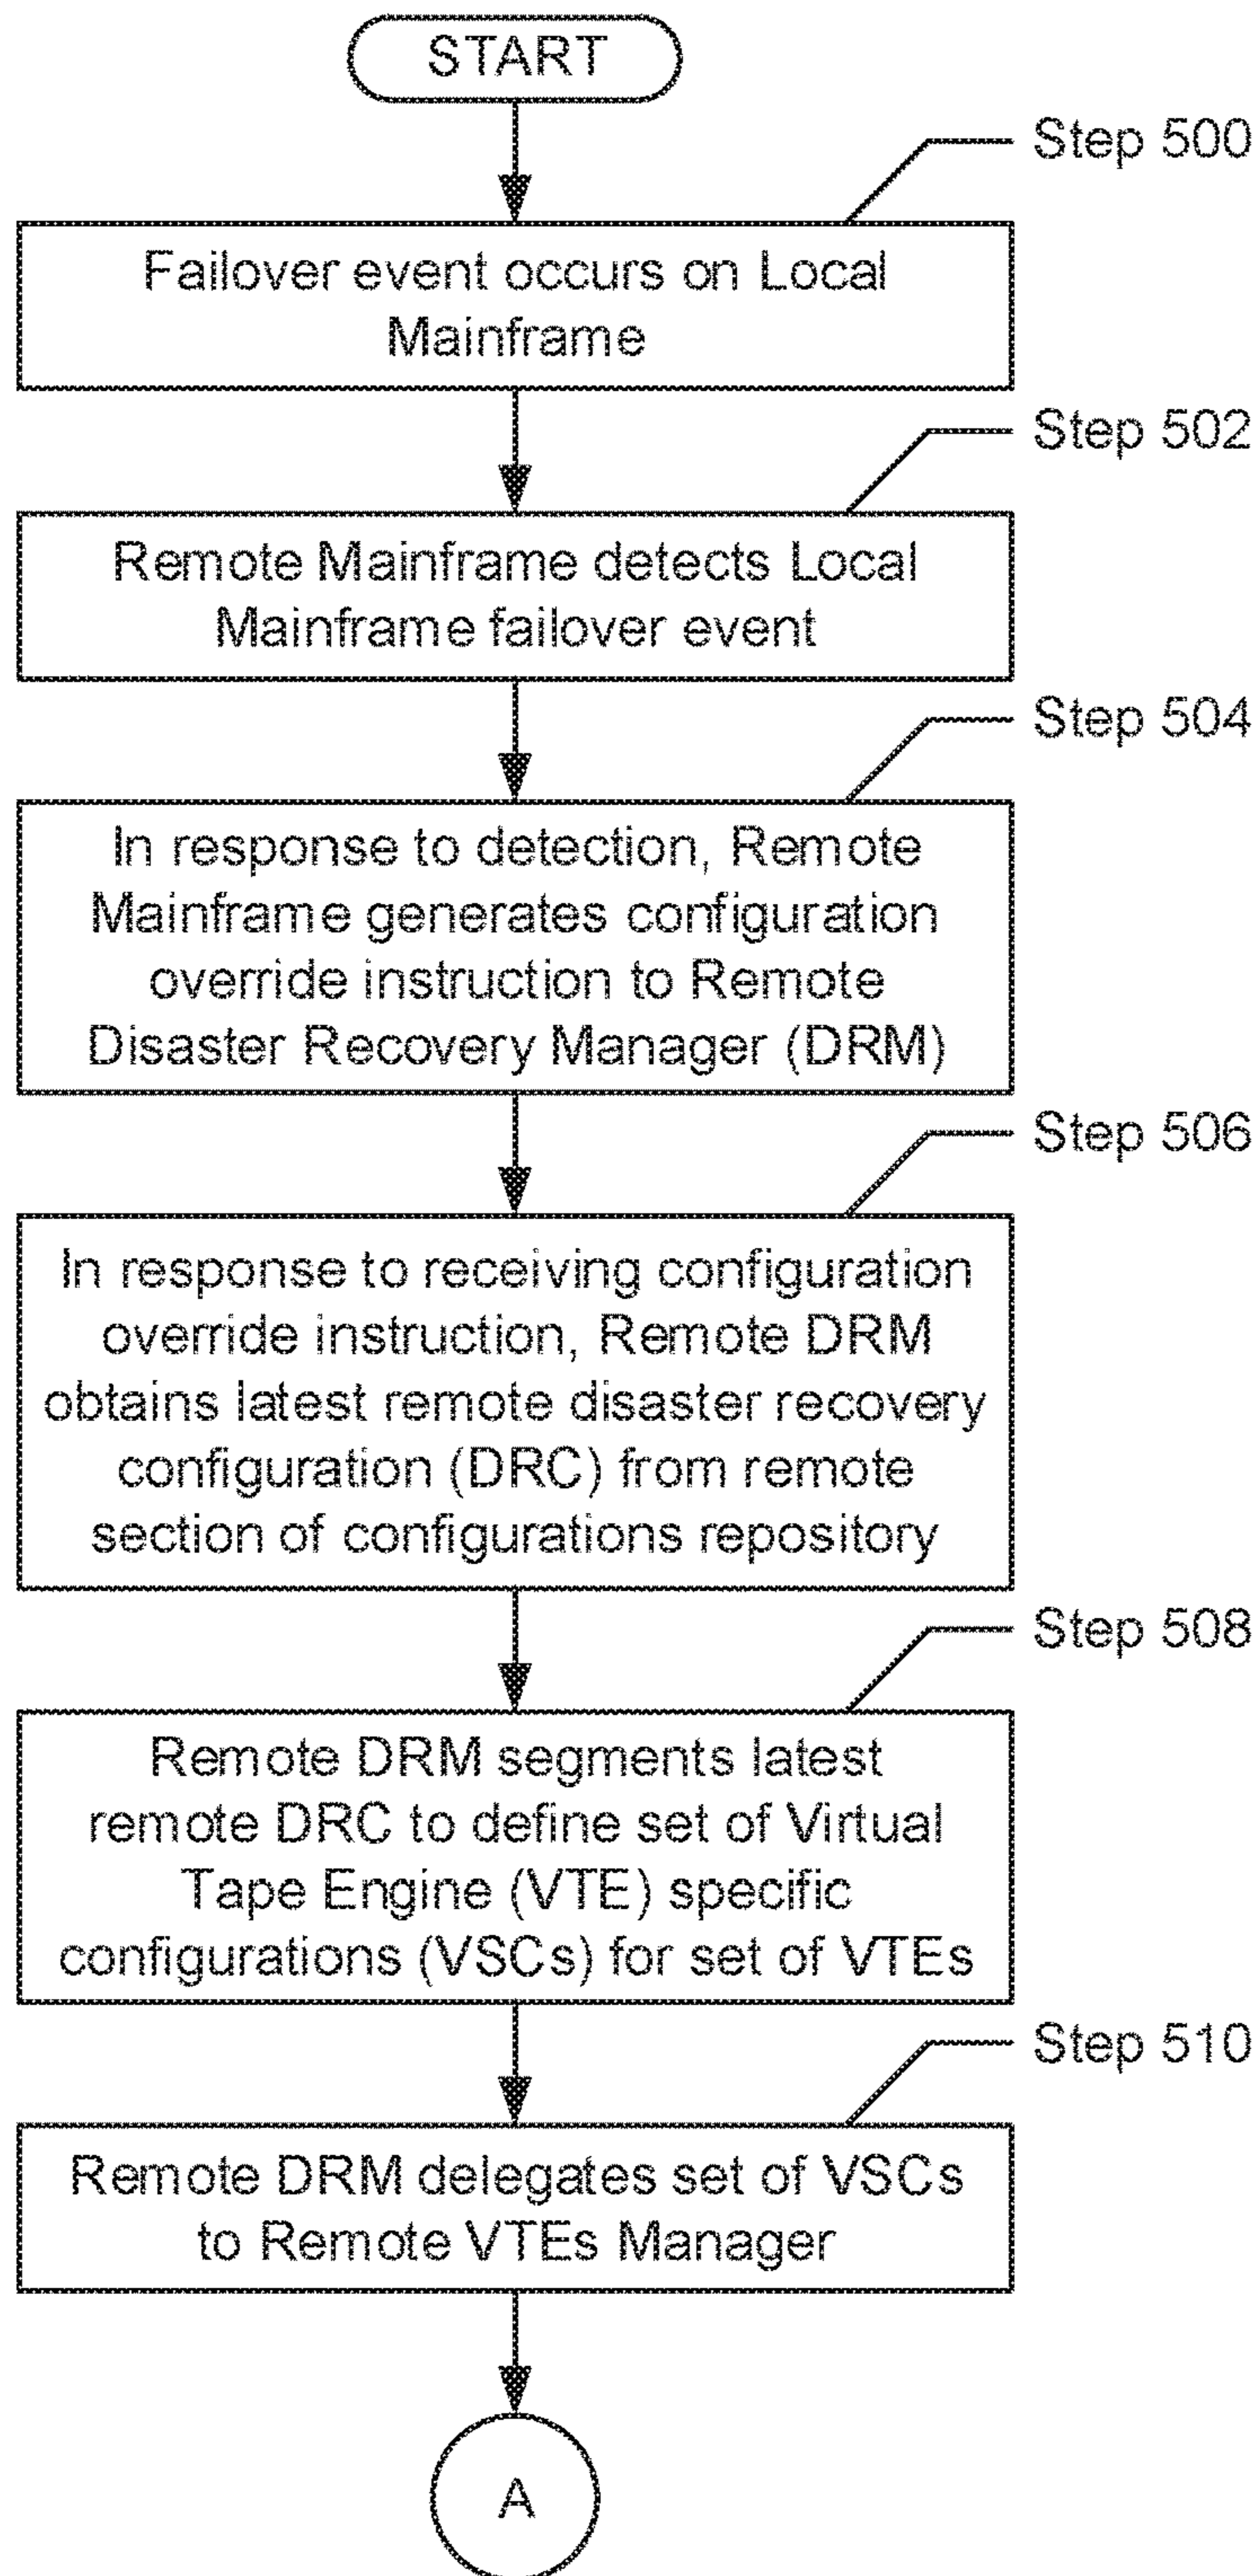 START
Step 500
Failover event occurs on Local
Mainframe
Step 502
Remote Mainframe detects Local
Mainframe failover event
Step 504
In response to detection, Remote
Mainframe generates configuration
override instruction to Remote
Disaster Recovery Manager (DRM)
Step 506
In response to receiving configuration
override instruction, Remote DRM
obtains latest remote disaster recovery
configuration (DRC) from remote
section of configurations repository
Step 508
Remote DRM segments latest
remote DRC to define set of Virtual
Tape Engine (VTE) specific
configurations (VSCs) for set of VTEs
Step 510
Remote DRM delegates set of VSCs
to Remote VTEs Manager
A